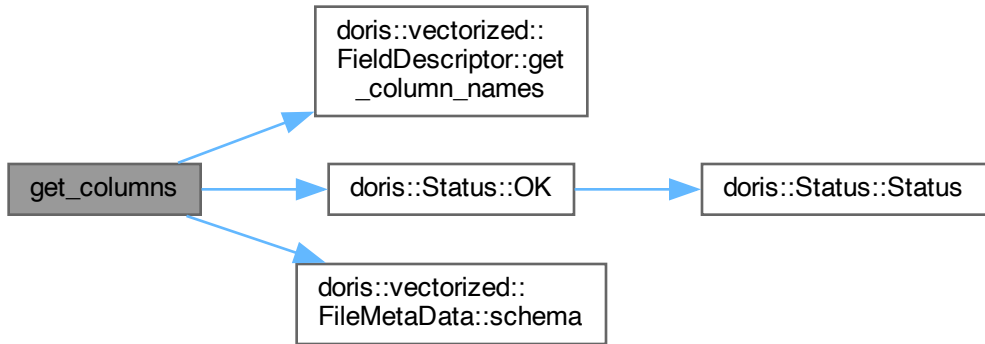 doris::vectorized::
FieldDescriptor::get
_column_names
get_columns
doris::Status::OK
doris::Status::Status
doris::vectorized::
FileMetaData::schema